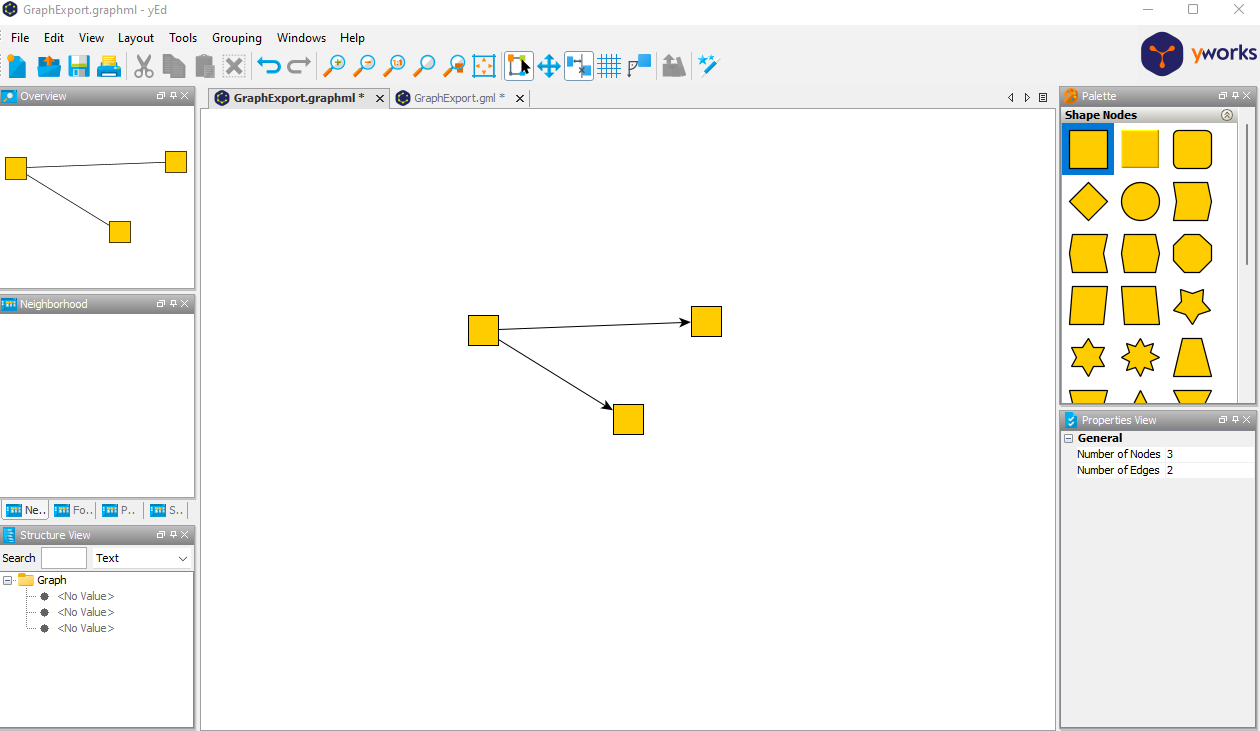 GraphExport.graphml - yEd
File Edit View Layout Tools Grouping Windows Help
yworks
1:1
Overview
GraphExport.graphml * GraphExport.gml *
Palette
Shape Nodes
Neighborhood
Ne.. Fo.. P.. S..
Structure View
Search Text
Graph
<No Value>
<No Value>
<No Value>
Properties View
General
Number of Nodes 3
Number of Edges 2